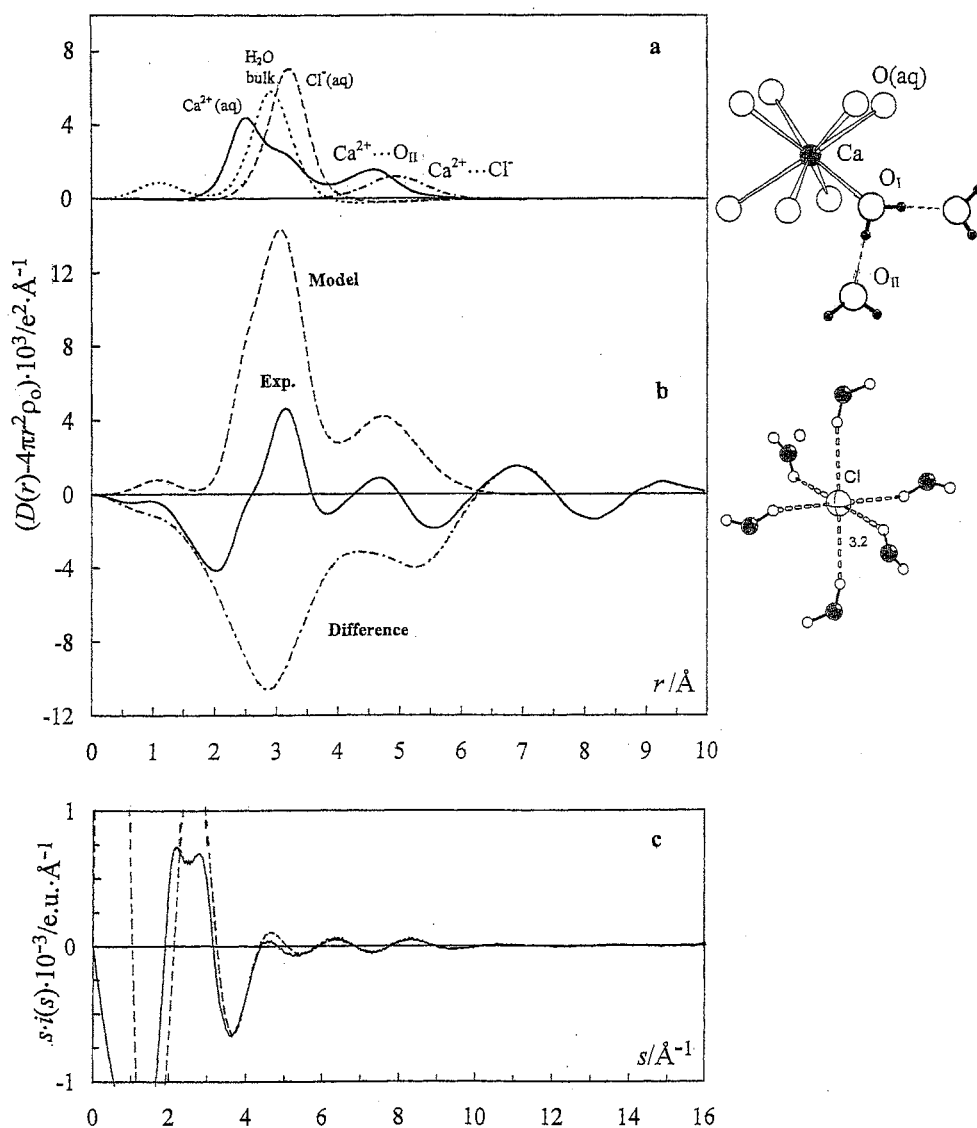 a
8
4
0
H₂O
bulk
Cl⁻(aq)
Ca²⁺(aq)
Ca²⁺···O_II
Ca²⁺···Cl⁻
O(aq)
Ca
O_I
O_II
(D(r)-4πr²ρ₀)·10³/e²·Å⁻¹
12
8
4
0
-4
-8
-12
Model
Exp.
b
Difference
r/Å
0 1 2 3 4 5 6 7 8 9 10
Cl
3.2
s·i(s)·10⁻³/e.u.·Å⁻¹
1
0
-1
c
s/Å⁻¹
0 2 4 6 8 10 12 14 16